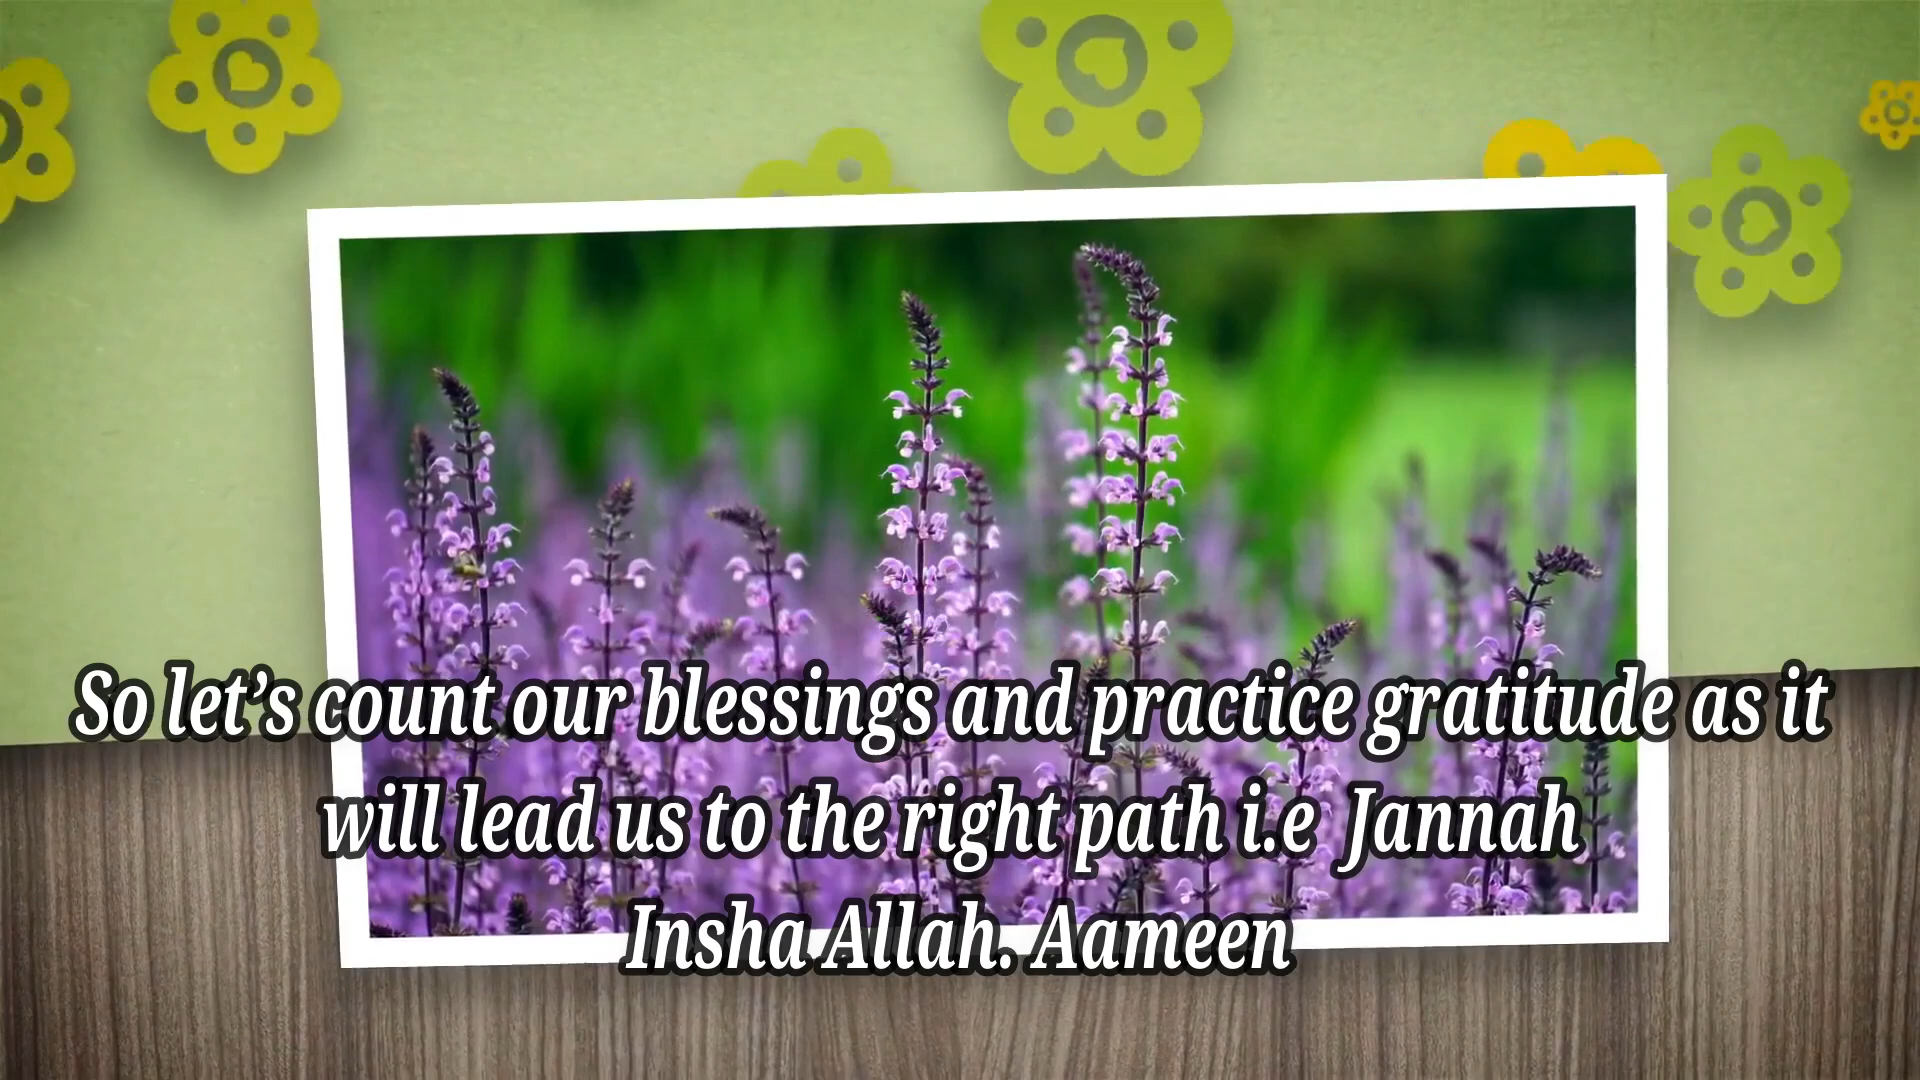 So let’s count our blessings and practice gratitude as it
will lead us to the right path i.e  Jannah
Insha Allah. Aameen